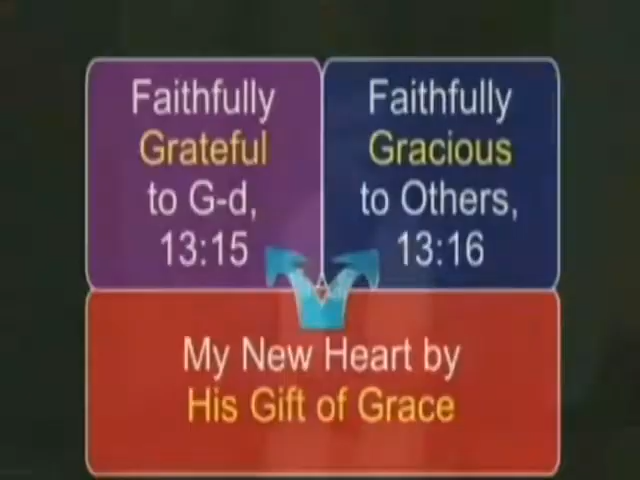 Faithfully
Grateful
to G-d,
13:15
Faithfully
Gracious
to Others,
13:16
My New Heart by
His Gift of Grace